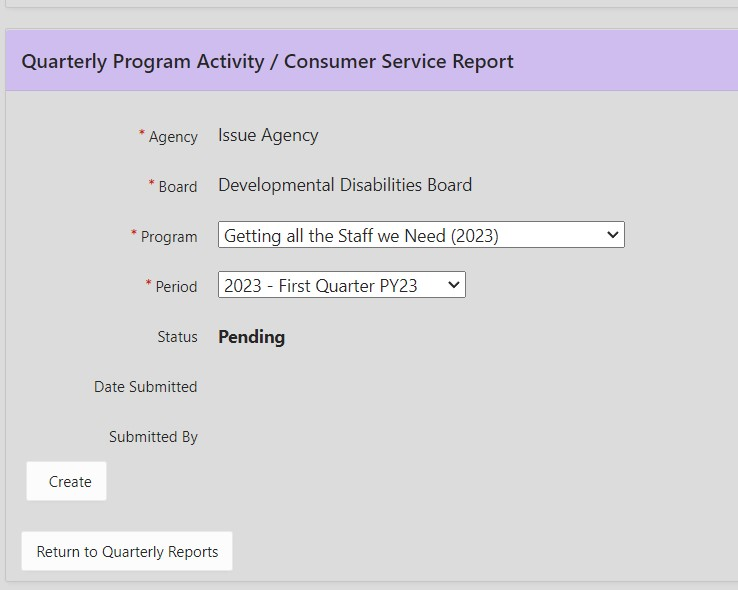 Quarterly Program Activity / Consumer Service Report
* Agency Issue Agency
* Board Developmental Disabilities Board
* Program Getting all the Staff we Need (2023)
* Period 2023 - First Quarter PY23
Status Pending
Date Submitted
Submitted By
Create
Return to Quarterly Reports